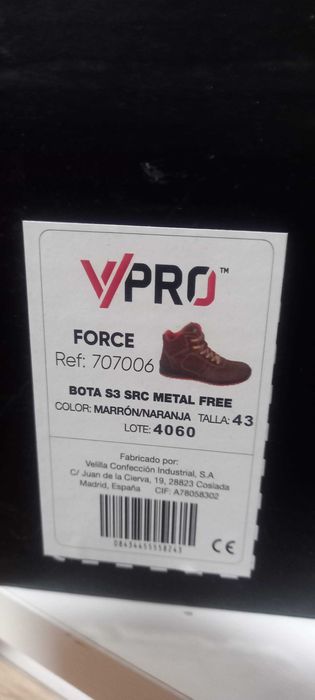 VPRO™
FORCE
Ref: 707006
BOTA S3 SRC METAL FREE
COLOR: MARRÓN/NARANJA TALLA: 43
LOTE: 4060
Fabricado por:
Velilla Confección Industrial, S.A
C/ Juan de la Cierva, 19, 28823 Coslada
Madrid, España CIF: A78058302
08434455558243
CE